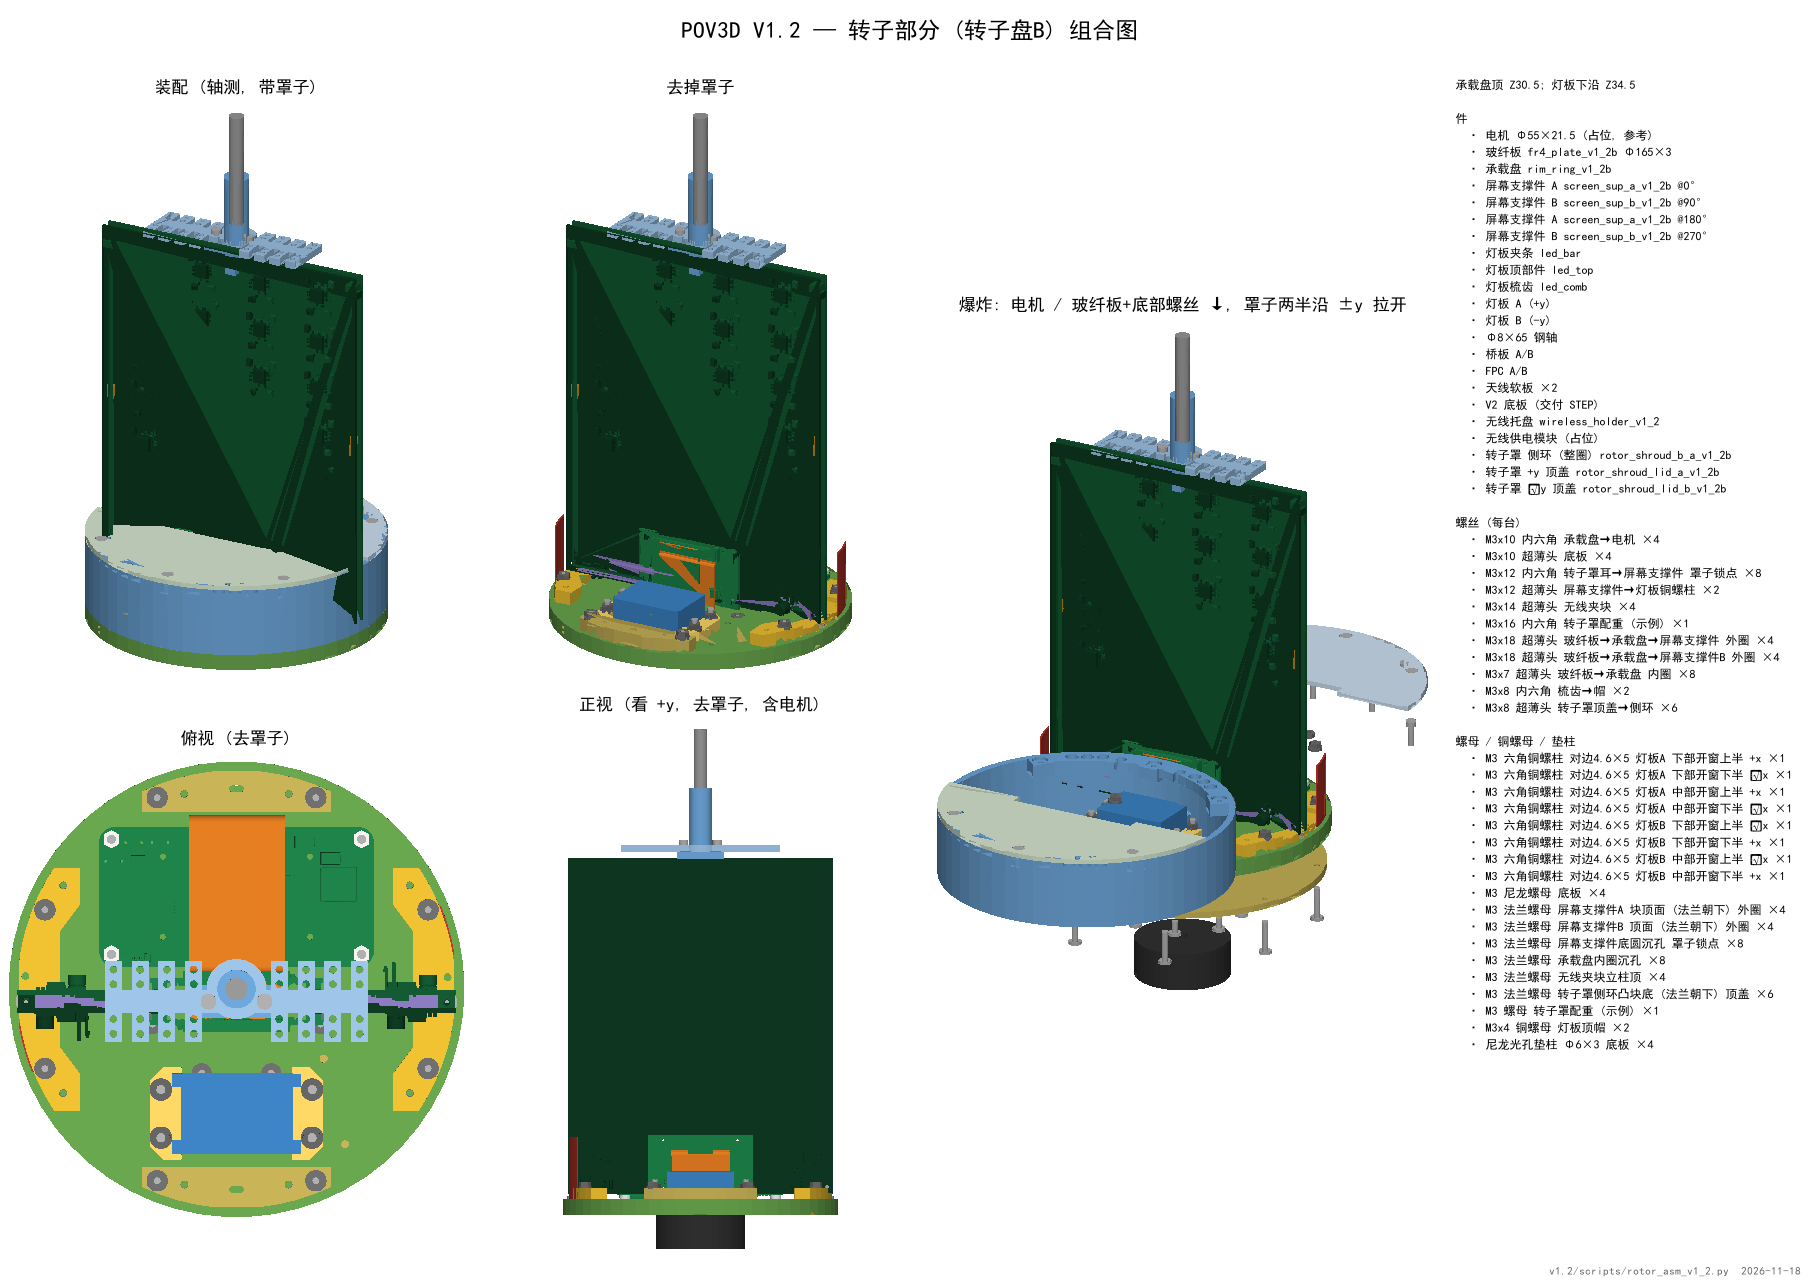 POV3D V1.2 — 转子部分 (转子盘B) 组合图
装配 (轴测, 带罩子)
去掉罩子
爆炸: 电机 / 玻纤板+底部螺丝 ↓, 罩子两半沿 ±y 拉开
俯视 (去罩子)
正视 (看 +y, 去罩子, 含电机)
承载盘顶 Z30.5; 灯板下沿 Z34.5
件
· 电机 Φ55×21.5 (占位, 参考)
· 玻纤板 fr4_plate_v1_2b Φ165×3
· 承载盘 rim_ring_v1_2b
· 屏幕支撑件 A screen_sup_a_v1_2b @0°
· 屏幕支撑件 B screen_sup_b_v1_2b @90°
· 屏幕支撑件 A screen_sup_a_v1_2b @180°
· 屏幕支撑件 B screen_sup_b_v1_2b @270°
· 灯板夹条 led_bar
· 灯板顶部件 led_top
· 灯板梳齿 led_comb
· 灯板 A (+y)
· 灯板 B (−y)
· Φ8×65 钢轴
· 桥板 A/B
· FPC A/B
· 天线软板 ×2
· V2 底板 (交付 STEP)
· 无线托盘 wireless_holder_v1_2
· 无线供电模块 (占位)
· 转子罩 侧环 (整圈) rotor_shroud_b_a_v1_2b
· 转子罩 +y 顶盖 rotor_shroud_lid_a_v1_2b
· 转子罩 y 顶盖 rotor_shroud_lid_b_v1_2b
螺丝 (每台)
· M3x10 内六角 承载盘→电机 ×4
· M3x10 超薄头 底板 ×4
· M3x12 内六角 转子罩耳→屏幕支撑件 罩子锁点 ×8
· M3x12 超薄头 屏幕支撑件→灯板铜螺柱 ×2
· M3x14 超薄头 无线夹块 ×4
· M3x16 内六角 转子罩配重 (示例) ×1
· M3x18 超薄头 玻纤板→承载盘→屏幕支撑件 外圈 ×4
· M3x18 超薄头 玻纤板→承载盘→屏幕支撑件B 外圈 ×4
· M3x7 超薄头 玻纤板→承载盘 内圈 ×8
· M3x8 内六角 梳齿→帽 ×2
· M3x8 超薄头 转子罩顶盖→侧环 ×6
螺母 / 铜螺母 / 垫柱
· M3 六角铜螺柱 对边4.6×5 灯板A 下部开窗上半 +x ×1
· M3 六角铜螺柱 对边4.6×5 灯板A 下部开窗下半 x ×1
· M3 六角铜螺柱 对边4.6×5 灯板A 中部开窗上半 +x ×1
· M3 六角铜螺柱 对边4.6×5 灯板A 中部开窗下半 x ×1
· M3 六角铜螺柱 对边4.6×5 灯板B 下部开窗上半 x ×1
· M3 六角铜螺柱 对边4.6×5 灯板B 下部开窗下半 +x ×1
· M3 六角铜螺柱 对边4.6×5 灯板B 中部开窗上半 x ×1
· M3 六角铜螺柱 对边4.6×5 灯板B 中部开窗下半 +x ×1
· M3 尼龙螺母 底板 ×4
· M3 法兰螺母 屏幕支撑件A 块顶面 (法兰朝下) 外圈 ×4
· M3 法兰螺母 屏幕支撑件B 顶面 (法兰朝下) 外圈 ×4
· M3 法兰螺母 屏幕支撑件底圆沉孔 罩子锁点 ×8
· M3 法兰螺母 承载盘内圈沉孔 ×8
· M3 法兰螺母 无线夹块立柱顶 ×4
· M3 法兰螺母 转子罩侧环凸块底 (法兰朝下) 顶盖 ×6
· M3 螺母 转子罩配重 (示例) ×1
· M3x4 铜螺母 灯板顶帽 ×2
· 尼龙光孔垫柱 Φ6×3 底板 ×4
v1.2/scripts/rotor_asm_v1_2.py 2026-11-18